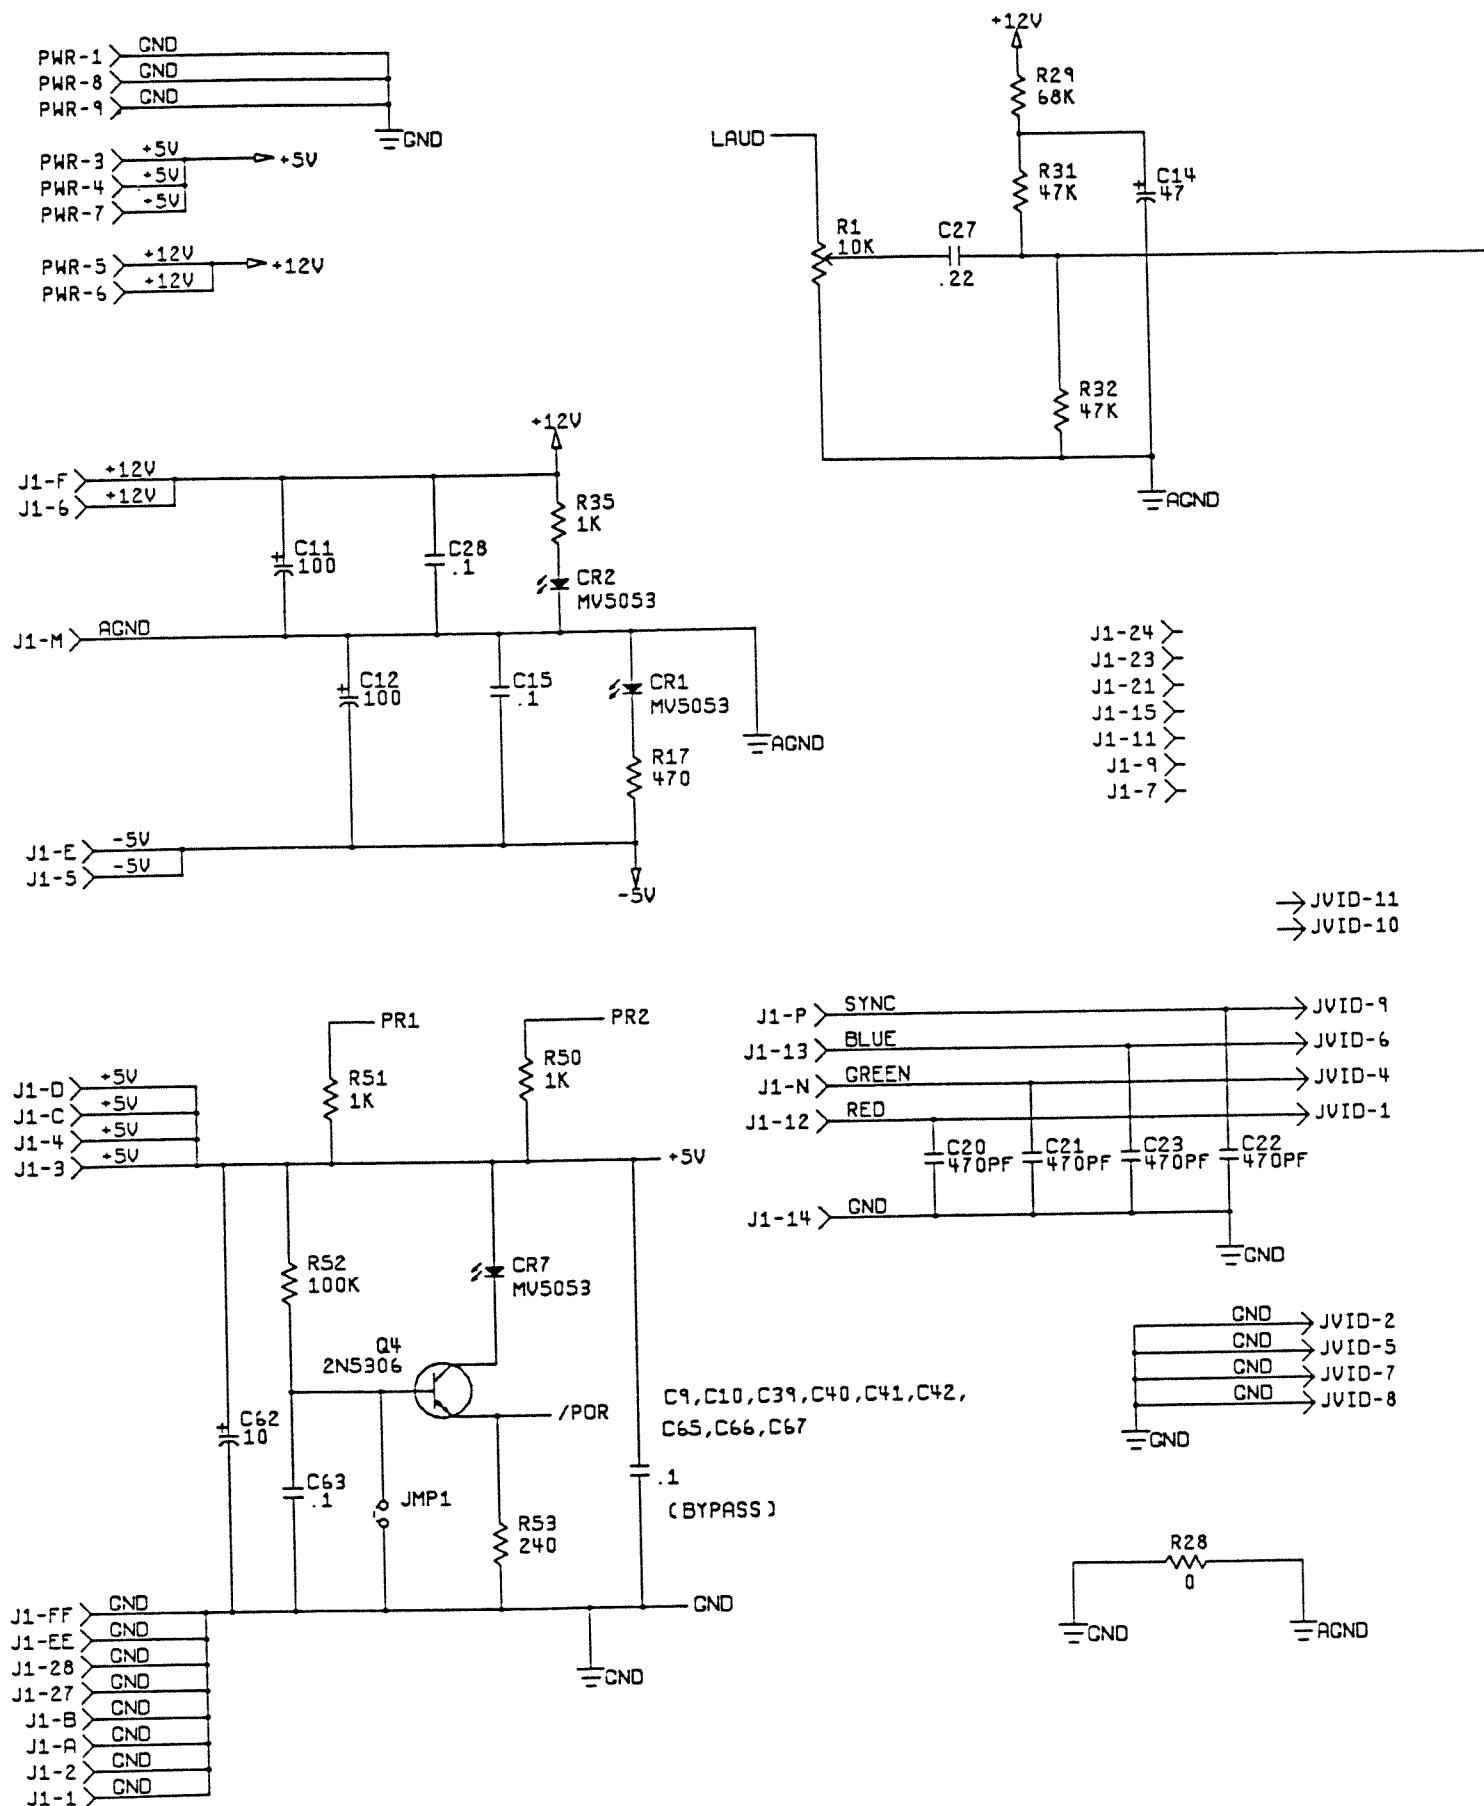 PWR-1 GND
PWR-8 GND
PWR-9 GND
GND
PWR-3 +5V +5V
PWR-4 +5V
PWR-7 +5V
PWR-5 +12V +12V
PWR-6 +12V
+12V
R29
68K
LAUD
R31
47K
C14
47
R1
10K
C27
.22
R32
47K
AGND
+12V
J1-F +12V
J1-6 +12V
R35
1K
C11
100
C28
.1
CR2
MV5053
J1-M AGND
C12
100
C15
.1
CR1
MV5053
R17
470
AGND
J1-E -5V
J1-5 -5V
-5V
J1-24
J1-23
J1-21
J1-15
J1-11
J1-9
J1-7
JVID-11
JVID-10
PR1
PR2
R51
1K
R50
1K
J1-D +5V
J1-C +5V
J1-4 +5V
J1-3 +5V
+5V
J1-P SYNC JVID-9
J1-13 BLUE JVID-6
J1-N GREEN JVID-4
J1-12 RED JVID-1
C20
470PF
C21
470PF
C23
470PF
C22
470PF
J1-14 GND
GND
R52
100K
CR7
MV5053
Q4
2N5306
/POR
C62
10
C63
.1
JMP1
R53
240
C9,C10,C39,C40,C41,C42,
C65,C66,C67
.1
(BYPASS)
GND JVID-2
GND JVID-5
GND JVID-7
GND JVID-8
GND
R28
0
GND
AGND
J1-FF GND
GND
J1-EE GND
J1-28 GND
J1-27 GND
J1-B GND
J1-A GND
J1-2 GND
J1-1 GND
GND